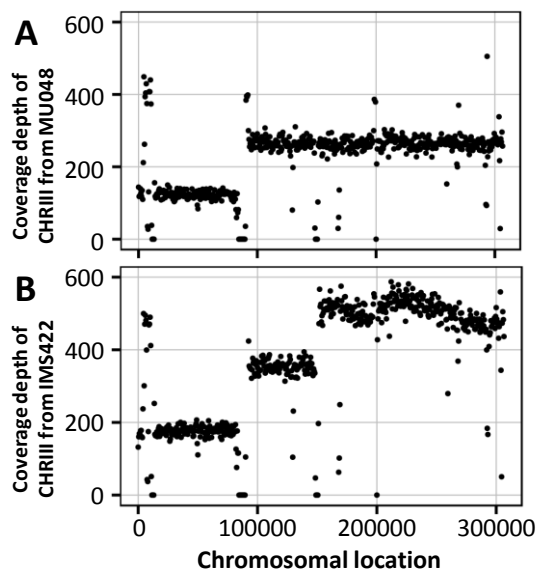 A
Coverage depth of
CHRIII from MU048
600
400
200
0
B
Coverage depth of
CHRIII from IMS422
600
400
200
0
0 100000 200000 300000
Chromosomal location